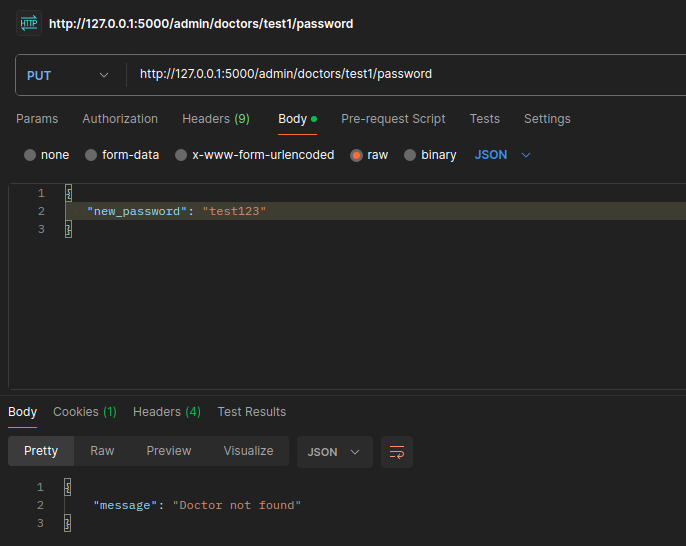 HTTP http://127.0.0.1:5000/admin/doctors/test1/password
PUT http://127.0.0.1:5000/admin/doctors/test1/password
Params Authorization Headers (9) Body Pre-request Script Tests Settings
none form-data x-www-form-urlencoded raw binary JSON
1 {
2 "new_password": "test123"
3 }
Body Cookies (1) Headers (4) Test Results
Pretty Raw Preview Visualize JSON
1 {
2 "message": "Doctor not found"
3 }